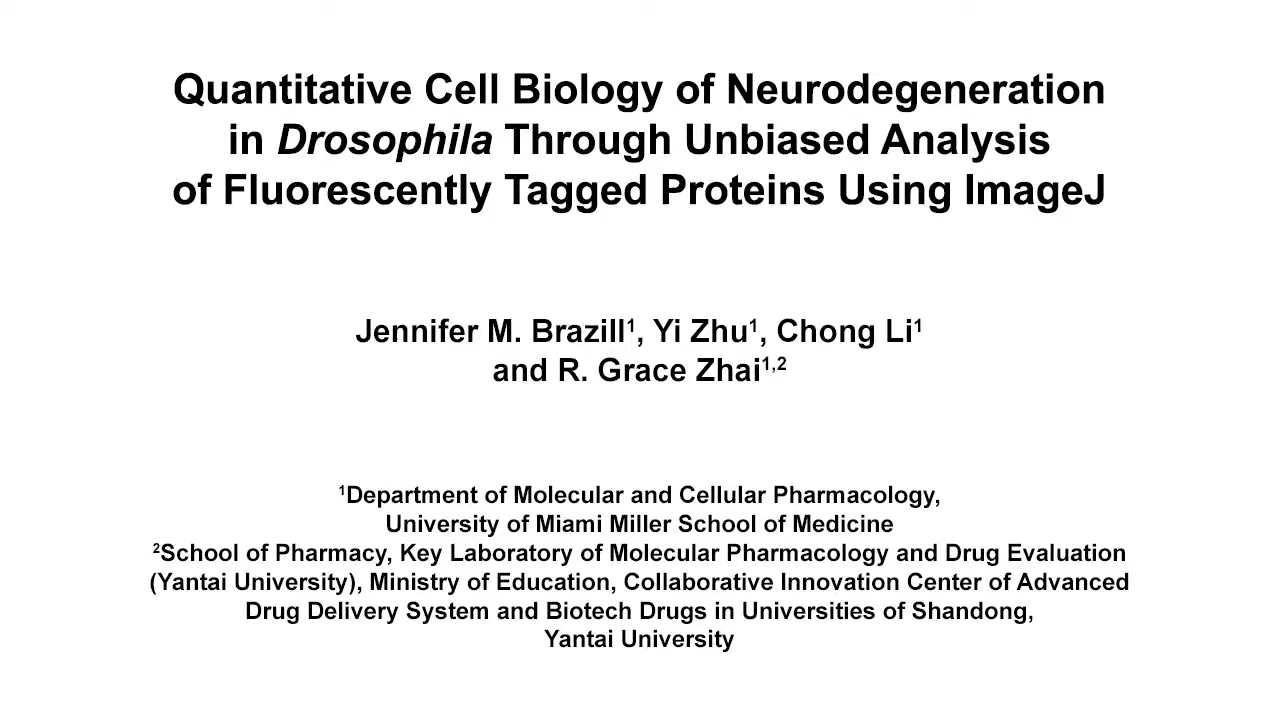 Quantitative Cell Biology of Neurodegeneration
in Drosophila Through Unbiased Analysis
of Fluorescently Tagged Proteins Using ImageJ
Jennifer M. Brazill¹, Yi Zhu¹, Chong Li¹
and R. Grace Zhai¹,²
¹Department of Molecular and Cellular Pharmacology,
University of Miami Miller School of Medicine
²School of Pharmacy, Key Laboratory of Molecular Pharmacology and Drug Evaluation
(Yantai University), Ministry of Education, Collaborative Innovation Center of Advanced
Drug Delivery System and Biotech Drugs in Universities of Shandong,
Yantai University